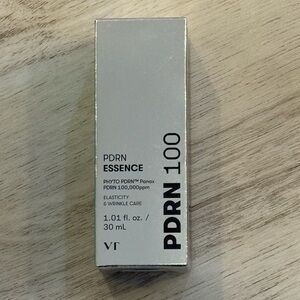 PDRN
ESSENCE
PHYTO PDRN™ Panax
PDRN 100,000ppm
ELASTICITY
& WRINKLE CARE
1.01 fl. oz. /
30 mL
VT
PDRN 100